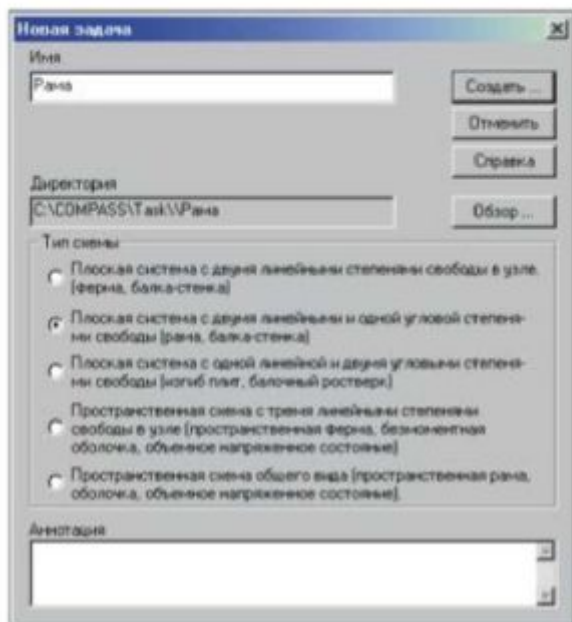 Новая задача
Имя
Рама
Создать ...
Отменить
Справка
Директория
C:\COMPASS\Task\\Рама
Обзор ...
Тип схемы
Плоская система с двумя линейными степенями свободы в узле.
(ферма, балка-стенка)
Плоская система с двумя линейными и одной угловой степеня-
ми свободы (рама, балка-стенка)
Плоская система с одной линейной и двумя угловыми степеня-
ми свободы (изгиб плит, балочный ростверк)
Пространственная схема с тремя линейными степенями
свободы в узле (пространственная ферма, безмоментная
оболочка, объемное напряженное состояние)
Пространственная схема общего вида (пространственная рама,
оболочка, объемное напряженное состояние).
Аннотация